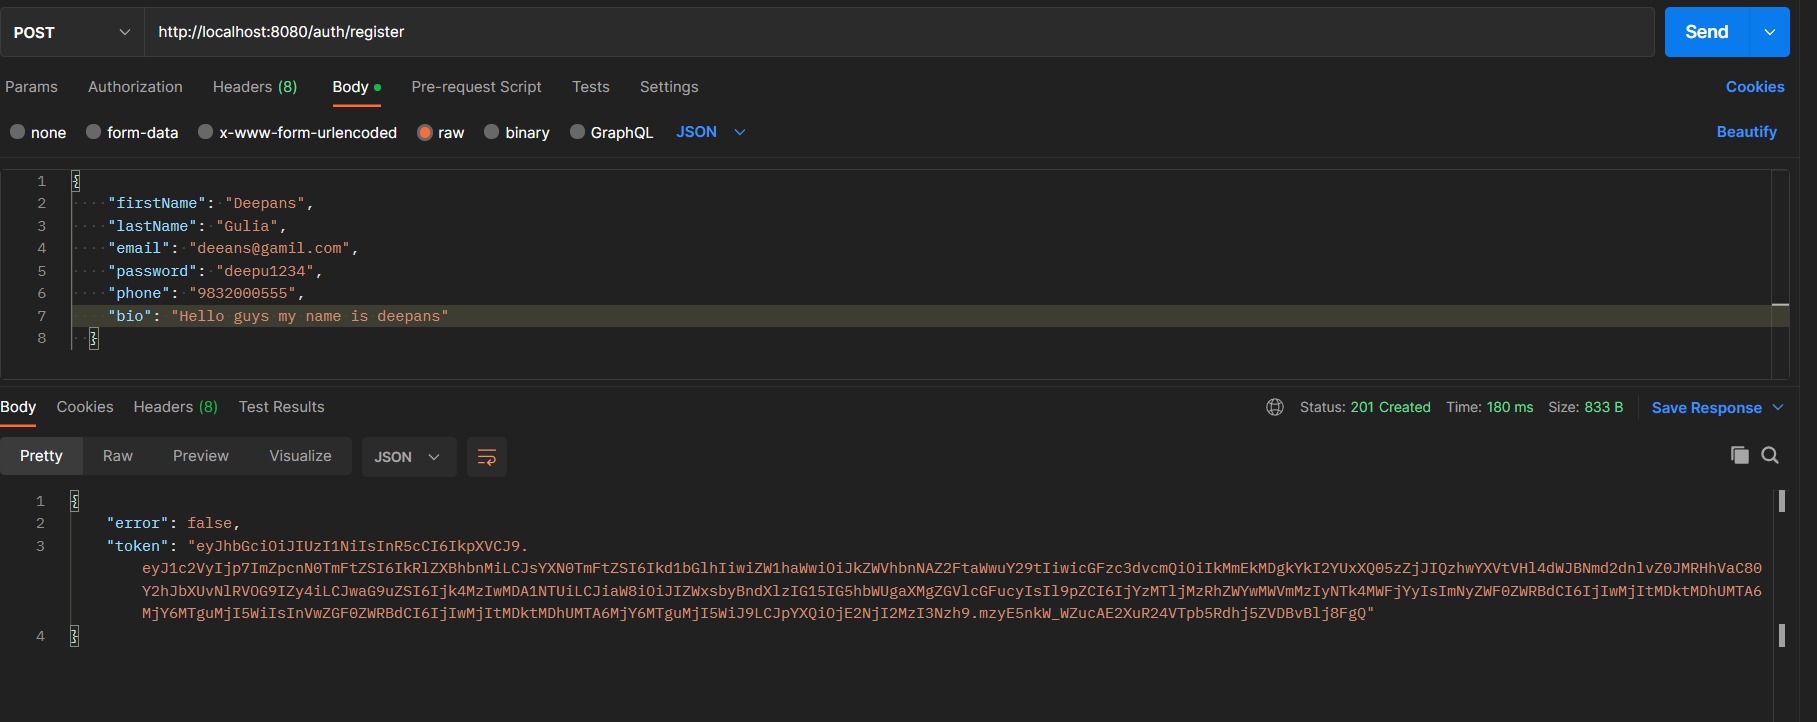 POST http://localhost:8080/auth/register Send
Params Authorization Headers (8) Body Pre-request Script Tests Settings Cookies
none form-data x-www-form-urlencoded raw binary GraphQL JSON Beautify
1 {
2 "firstName": "Deepans",
3 "lastName": "Gulia",
4 "email": "deeans@gamil.com",
5 "password": "deepu1234",
6 "phone": "9832000555",
7 "bio": "Hello guys my name is deepans"
8 }
Body Cookies Headers (8) Test Results Status: 201 Created Time: 180 ms Size: 833 B Save Response
Pretty Raw Preview Visualize JSON
1 {
2 "error": false,
3 "token": "eyJhbGciOiJIUzI1NiIsInR5cCI6IkpXVCJ9.
eyJ1c2VyIjp7ImZpcnN0TmFtZSI6IkRlZXBhbnMiLCJsYXN0TmFtZSI6Ikd1bGlhIiwiZW1haWwiOiJkZWVhbnNAZ2FtaWwuY29tIiwicGFzc3dvcmQiOiIkMmEkMDgkYkI2YUxXQ05zZjJIQzhwYXVtVHl4dWJBNmd2dnlvZ0JMRHhVaC80
Y2hJbXUvNlRVOG9IZy4iLCJwaG9uZSI6Ijk4MzIwMDA1NTUiLCJiaW8iOiJIZWxsbyBndXlzIG15IG5hbWUgaXMgZGVlcGFucyIsIl9pZCI6IjYzMTljMzRhZWYwMWVmMzIyNTk4MWFjYyIsImNyZWF0ZWRBdCI6IjIwMjItMDktMDhUMTA6
MjY6MTguMjI5WiIsInVwZGF0ZWRBdCI6IjIwMjItMDktMDhUMTA6MjY6MTguMjI5WiJ9LCJpYXQiOjE2NjI2MzI3Nzh9.mzyE5nkW_WZucAE2XuR24VTpb5Rdhj5ZVDBvBlj8FgQ"
4 }